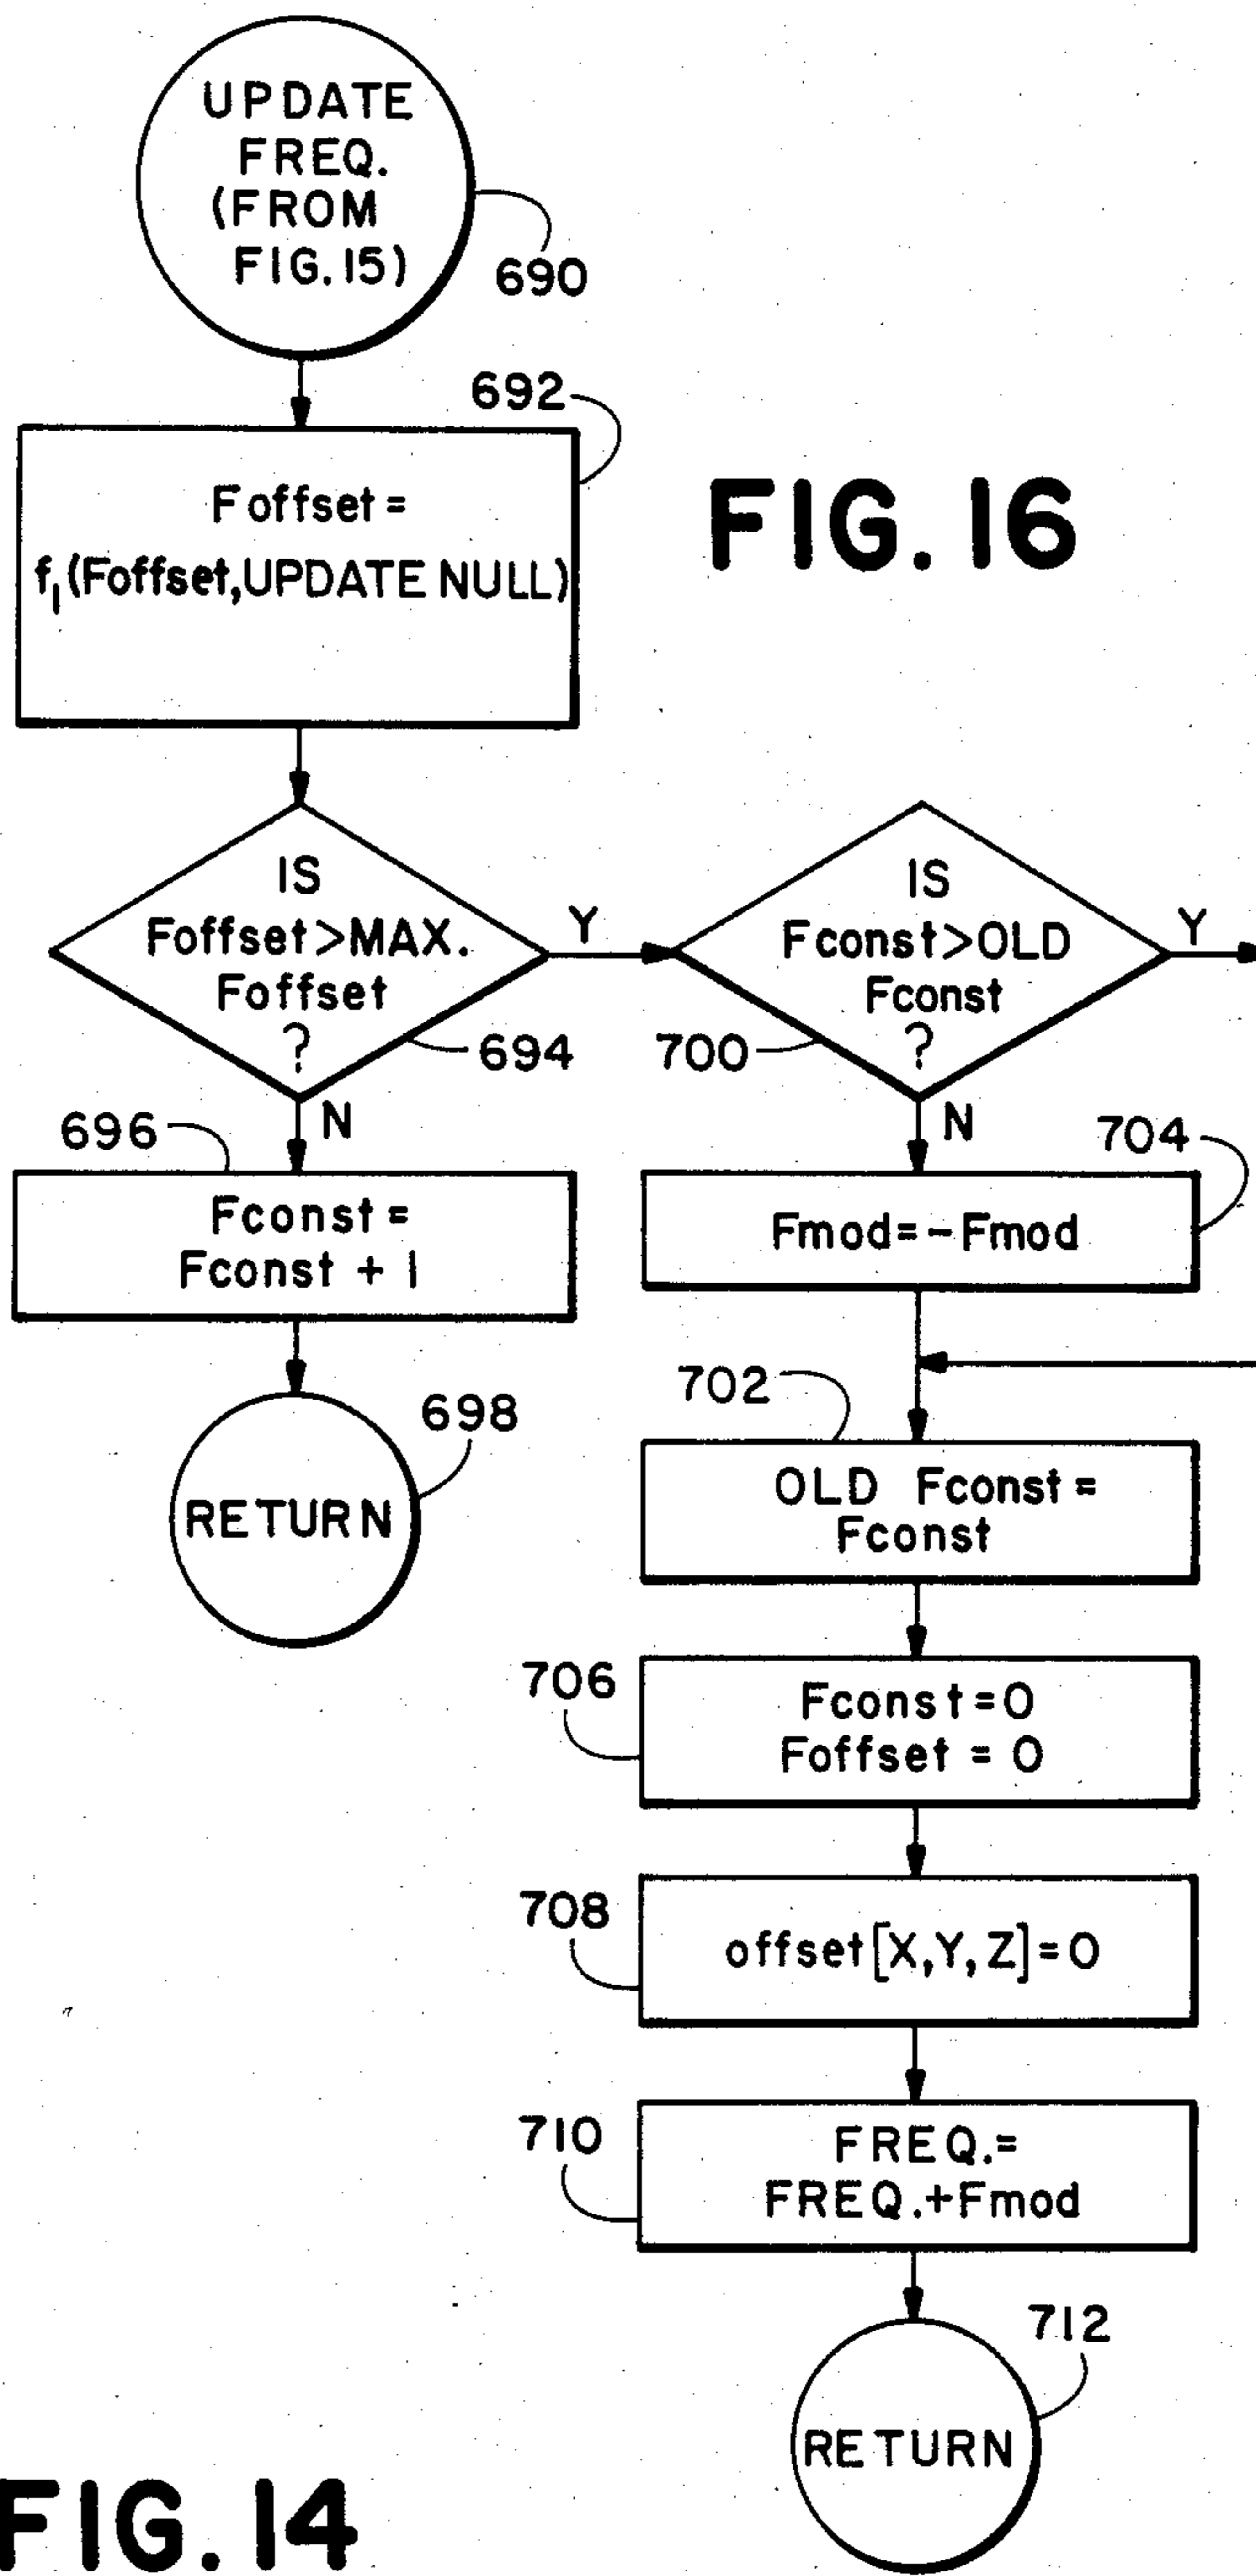 UPDATE
FREQ.
(FROM
FIG. 15)
690
692
Foffset =
f1(Foffset,UPDATE NULL)
FIG. 16
IS
Foffset>MAX.
Foffset
?
694
Y
N
IS
Fconst>OLD
Fconst
?
700
Y
N
696
Fconst =
Fconst + 1
698
RETURN
704
Fmod=-Fmod
702
OLD Fconst =
Fconst
706
Fconst=0
Foffset = 0
708
offset[X,Y,Z]=0
710
FREQ.=
FREQ.+Fmod
712
RETURN
FIG. 14